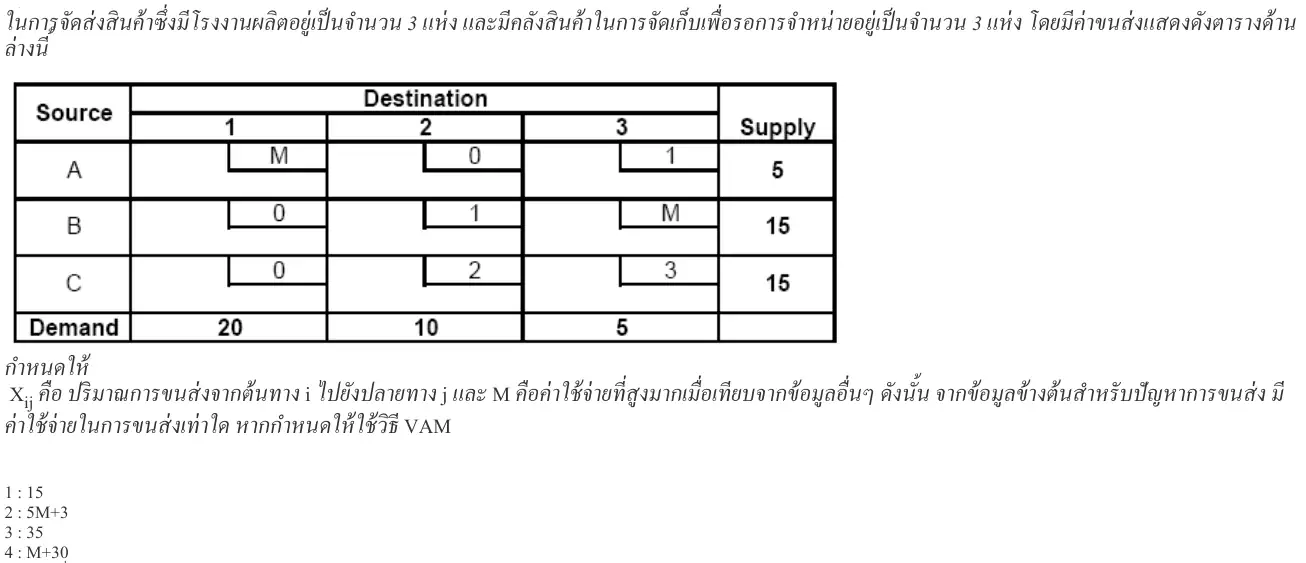 ในการจัดส่งสินค้าซึ่งมีโรงงานผลิตอยู่เป็นจำนวน 3 แห่ง และมีคลังสินค้าในการจัดเก็บเพื่อรอการจำหน่ายอยู่เป็นจำนวน 3 แห่ง โดยมีค่าขนส่งแสดงดังตารางด้าน
ล่างนี้
Source Destination Supply
1 2 3
A M 0 1 5
B 0 1 M 15
C 0 2 3 15
Demand 20 10 5
กำหนดให้
Xij คือ ปริมาณการขนส่งจากต้นทาง i ไปยังปลายทาง j และ M คือค่าใช้จ่ายที่สูงมากเมื่อเทียบจากข้อมูลอื่นๆ ดังนั้น จากข้อมูลข้างต้นสำหรับปัญหาการขนส่ง มี
ค่าใช้จ่ายในการขนส่งเท่าใด หากกำหนดให้ใช้วิธี VAM
1 : 15
2 : 5M+3
3 : 35
4 : M+30